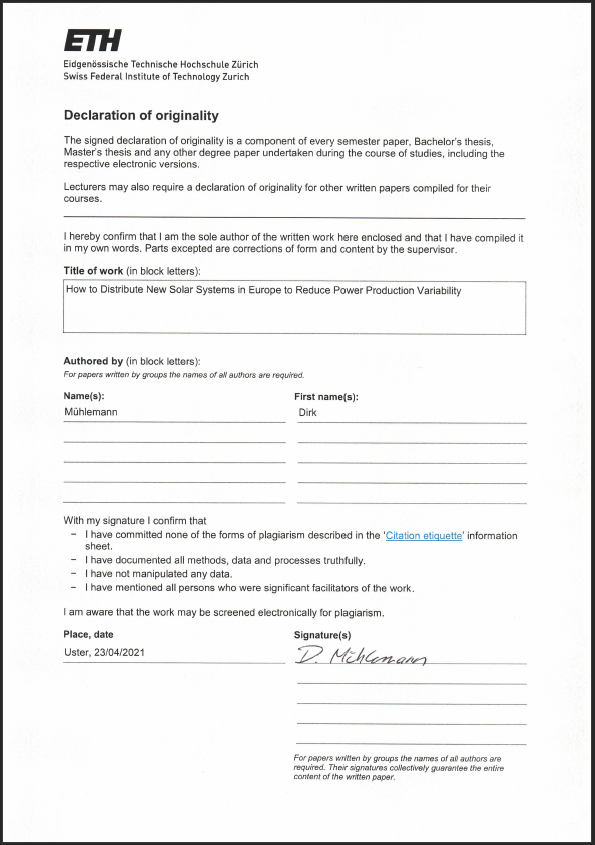 ETH
Eidgenössische Technische Hochschule Zürich
Swiss Federal Institute of Technology Zurich
Declaration of originality
The signed declaration of originality is a component of every semester paper, Bachelor's thesis,
Master's thesis and any other degree paper undertaken during the course of studies, including the
respective electronic versions.
Lecturers may also require a declaration of originality for other written papers compiled for their
courses.
I hereby confirm that I am the sole author of the written work here enclosed and that I have compiled it
in my own words. Parts excepted are corrections of form and content by the supervisor.
Title of work (in block letters):
How to Distribute New Solar Systems in Europe to Reduce Power Production Variability
Authored by (in block letters):
For papers written by groups the names of all authors are required.
Name(s): First name(s):
Mühlemann Dirk
With my signature I confirm that
– I have committed none of the forms of plagiarism described in the 'Citation etiquette' information
sheet.
– I have documented all methods, data and processes truthfully.
– I have not manipulated any data.
– I have mentioned all persons who were significant facilitators of the work.
I am aware that the work may be screened electronically for plagiarism.
Place, date Signature(s)
Uster, 23/04/2021 D. Mühlemann
For papers written by groups the names of all authors are
required. Their signatures collectively guarantee the entire
content of the written paper.